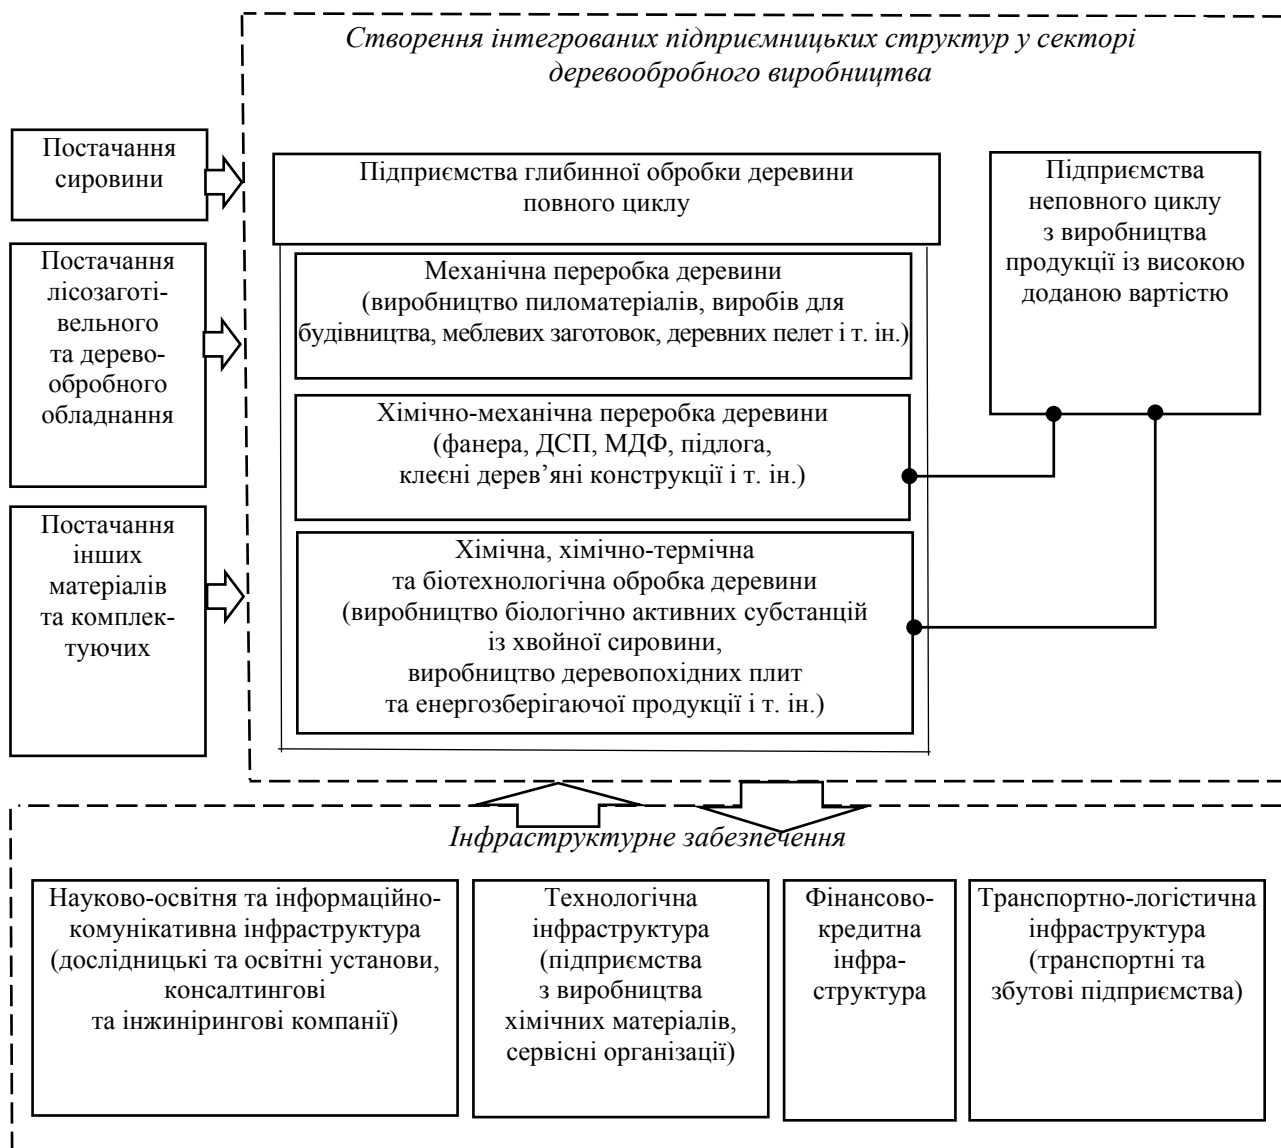 Створення інтегрованих підприємницьких структур у секторі
деревообробного виробництва
Постачання
сировини
Постачання
лісозаготі-
вельного
та дерево-
обробного
обладнання
Постачання
інших
матеріалів
та комплек-
туючих
Підприємства глибинної обробки деревини
повного циклу
Механічна переробка деревини
(виробництво пиломатеріалів, виробів для
будівництва, меблевих заготовок, деревних пелет і т. ін.)
Хімічно-механічна переробка деревини
(фанера, ДСП, МДФ, підлога,
клеєні дерев’яні конструкції і т. ін.)
Хімічна, хімічно-термічна
та біотехнологічна обробка деревини
(виробництво біологічно активних субстанцій
із хвойної сировини,
виробництво деревопохідних плит
та енергозберігаючої продукції і т. ін.)
Підприємства
неповного циклу
з виробництва
продукції із високою
доданою вартістю
Інфраструктурне забезпечення
Науково-освітня та інформаційно-
комунікативна інфраструктура
(дослідницькі та освітні установи,
консалтингові
та інжинірингові компанії)
Технологічна
інфраструктура
(підприємства
з виробництва
хімічних матеріалів,
сервісні організації)
Фінансово-
кредитна
інфра-
структура
Транспортно-логістична
інфраструктура
(транспортні та
збутові підприємства)